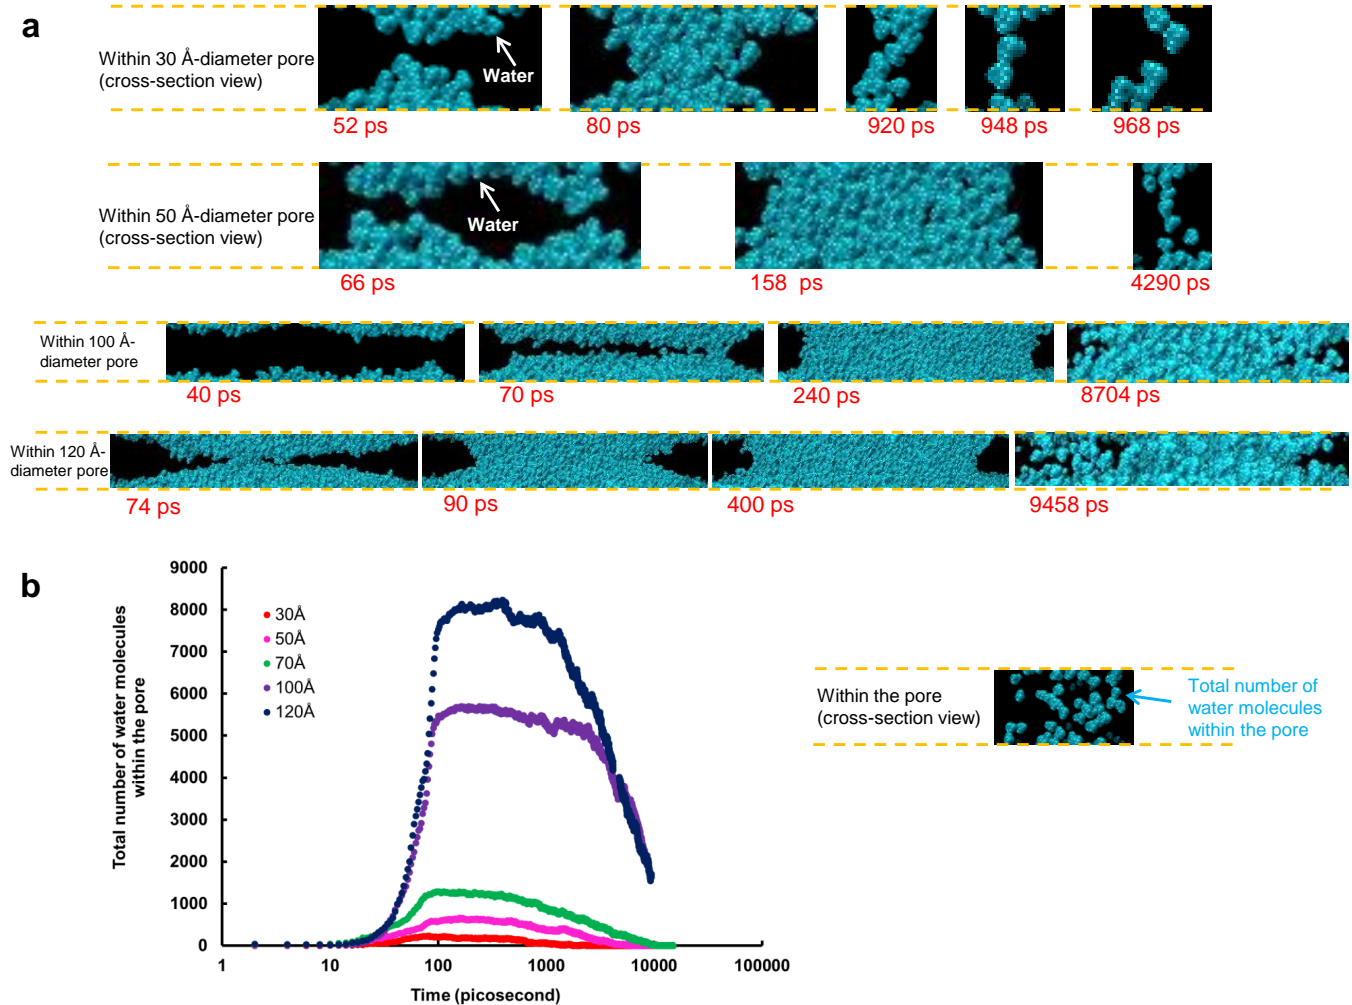 a
Within 30 Å-diameter pore
(cross-section view)
Water
52 ps
80 ps
920 ps
948 ps
968 ps
Within 50 Å-diameter pore
(cross-section view)
Water
66 ps
158 ps
4290 ps
Within 100 Å-
diameter pore
40 ps
70 ps
240 ps
8704 ps
Within 120 Å-
diameter pore
74 ps
90 ps
400 ps
9458 ps
b
Total number of water molecules
within the pore
9000
8000
7000
6000
5000
4000
3000
2000
1000
0
30Å
50Å
70Å
100Å
120Å
1
10
100
1000
10000
100000
Time (picosecond)
Within the pore
(cross-section view)
Total number of
water molecules
within the pore